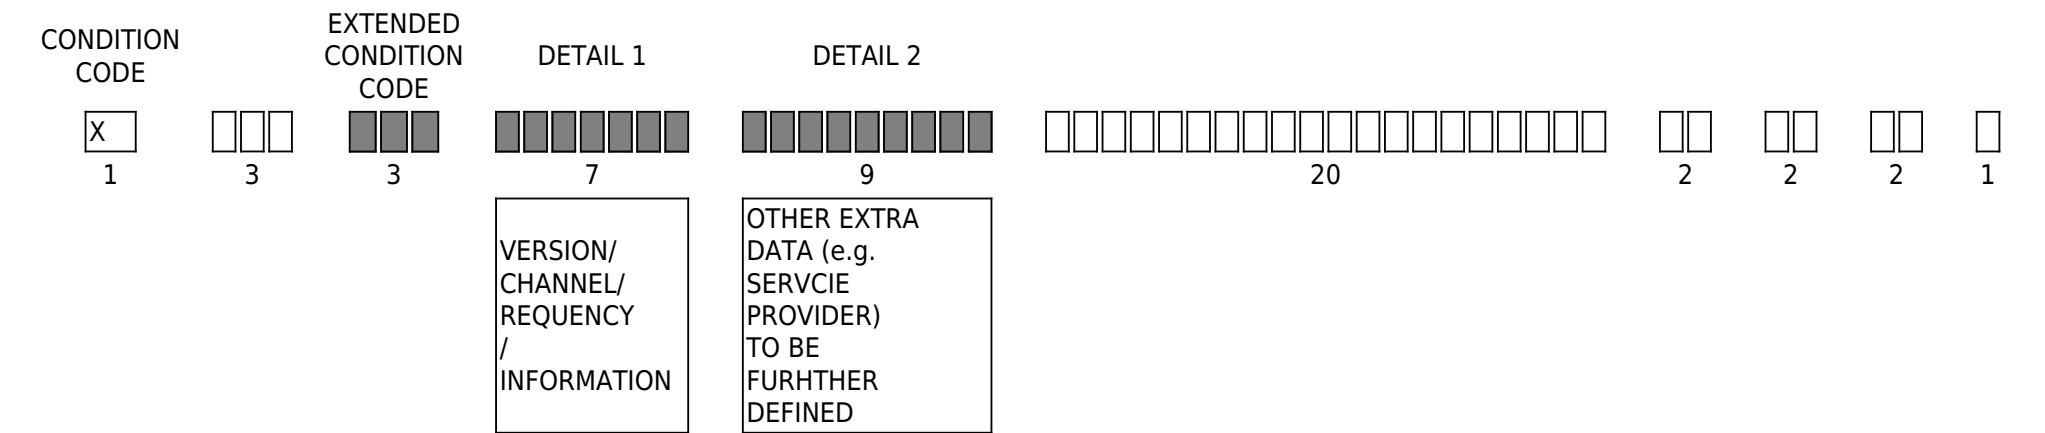 CONDITION
CODE
EXTENDED
CONDITION
CODE
DETAIL 1
DETAIL 2
X
1
3
3
7
9
20
2
2
2
1
VERSION/
CHANNEL/
REQUENCY
/
INFORMATION
OTHER EXTRA
DATA (e.g.
SERVCIE
PROVIDER)
TO BE
FURHTHER
DEFINED